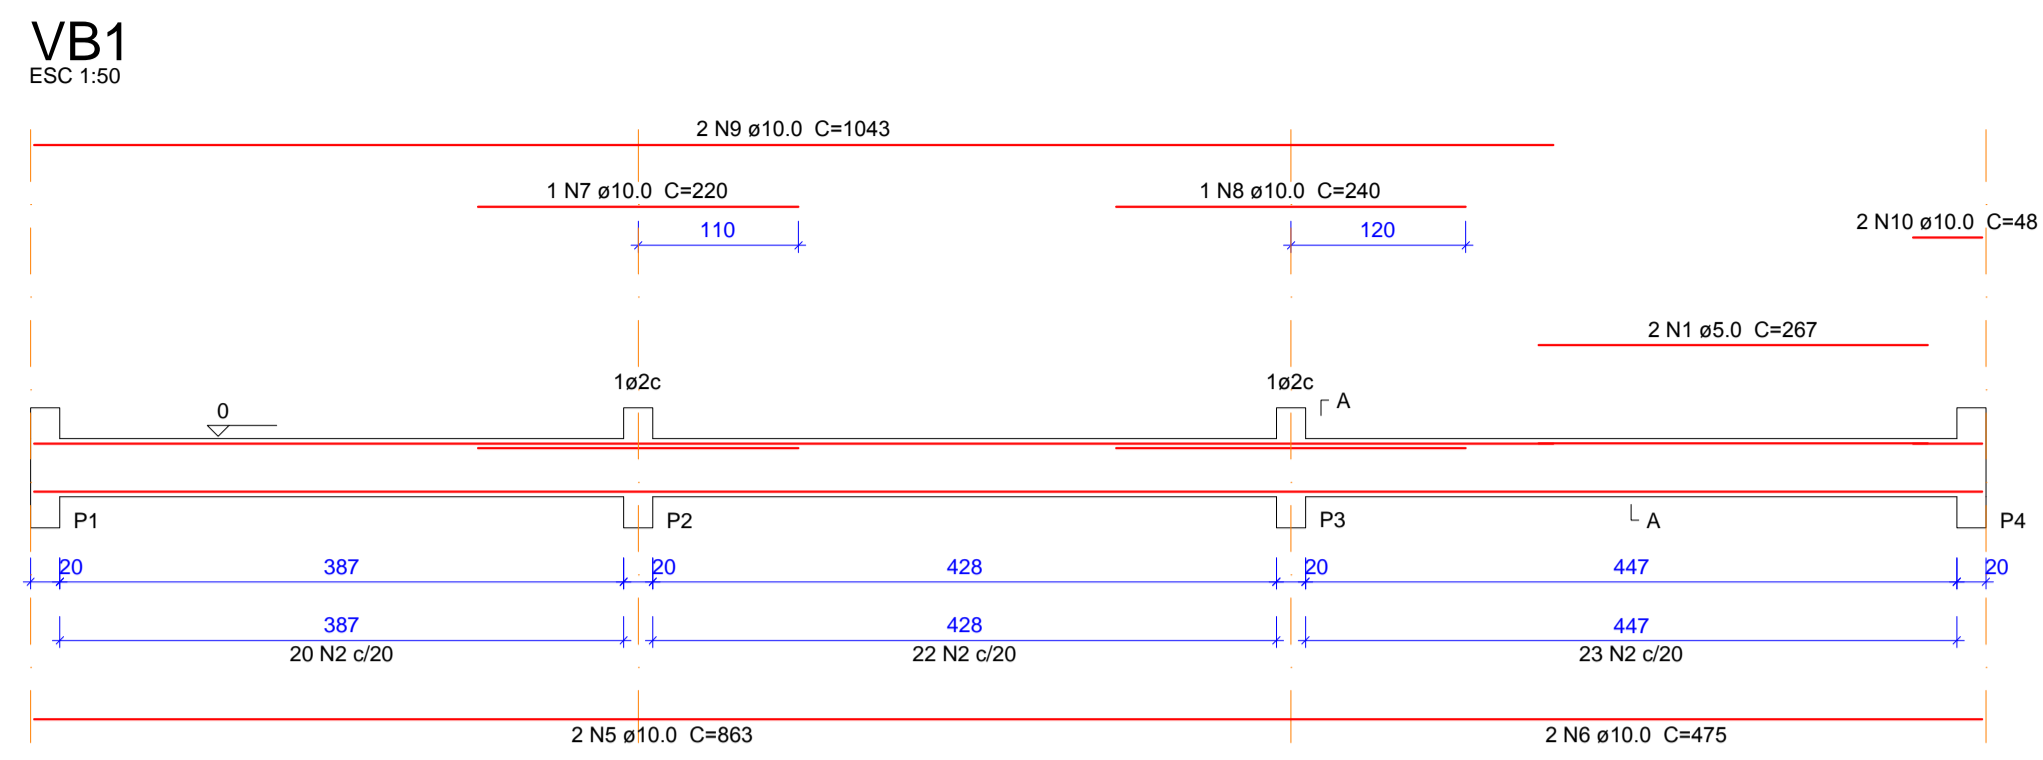 VB1
ESC 1:50
2 N9 ø10.0 C=1043
1 N7 ø10.0 C=220
1 N8 ø10.0 C=240
110
120
2 N10 ø10.0 C=48
2 N1 ø5.0 C=267
1ø2c
1ø2c
A
0
P1
P2
P3
A
P4
20
387
20
428
20
447
20
387
428
447
20 N2 c/20
22 N2 c/20
23 N2 c/20
2 N5 ø10.0 C=863
2 N6 ø10.0 C=475